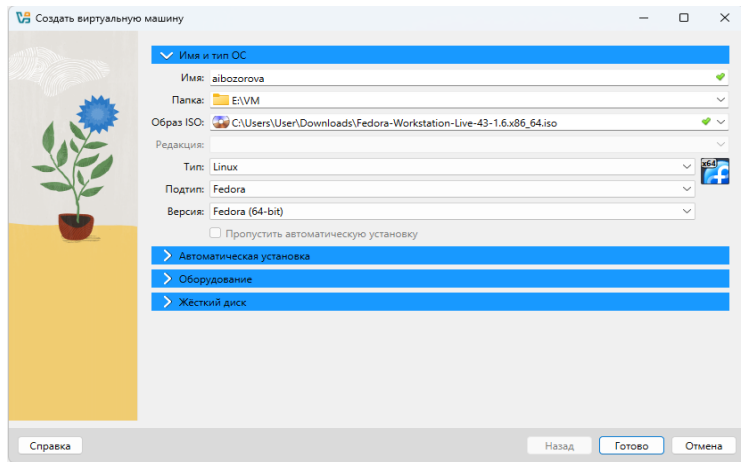 Создать виртуальную машину
Имя и тип ОС
Имя: aibozorova
Папка: E:\VM
Образ ISO: C:\Users\User\Downloads\Fedora-Workstation-Live-43-1.6.x86_64.iso
Редакция:
Тип: Linux
x64
Подтип: Fedora
Версия: Fedora (64-bit)
Пропустить автоматическую установку
Автоматическая установка
Оборудование
Жёсткий диск
Справка Назад Готово Отмена